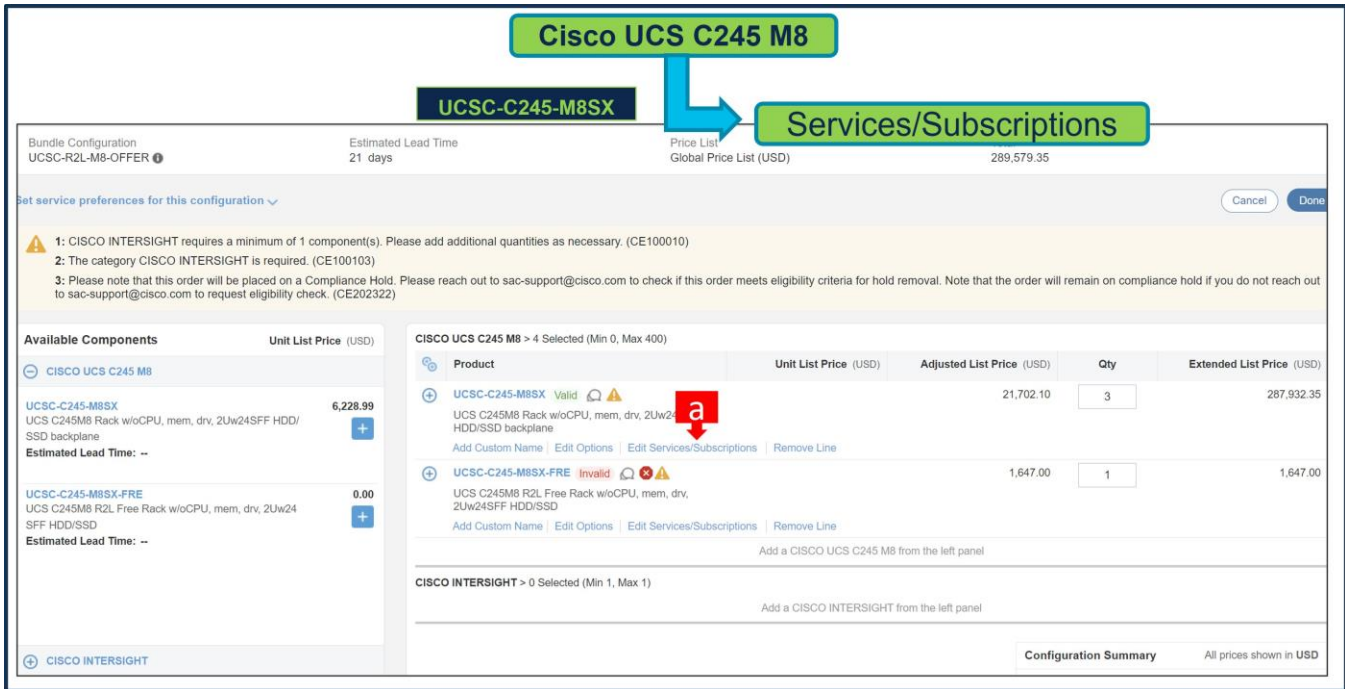 Cisco UCS C245 M8
UCSC-C245-M8SX
Services/Subscriptions
Bundle Configuration
UCSC-R2L-M8-OFFER
Estimated Lead Time
21 days
Price List
Global Price List (USD)
289,579.35
Set service preferences for this configuration
Cancel
Done
1: CISCO INTERSIGHT requires a minimum of 1 component(s). Please add additional quantities as necessary. (CE100010)
2: The category CISCO INTERSIGHT is required. (CE100103)
3: Please note that this order will be placed on a Compliance Hold. Please reach out to sac-support@cisco.com to check if this order meets eligibility criteria for hold removal. Note that the order will remain on compliance hold if you do not reach out
to sac-support@cisco.com to request eligibility check. (CE202322)
Available Components Unit List Price (USD)
CISCO UCS C245 M8
UCSC-C245-M8SX 6,228.99
UCS C245M8 Rack w/oCPU, mem, drv, 2Uw24SFF HDD/
SSD backplane
Estimated Lead Time: --
UCSC-C245-M8SX-FRE 0.00
UCS C245M8 R2L Free Rack w/oCPU, mem, drv, 2Uw24
SFF HDD/SSD
Estimated Lead Time: --
CISCO INTERSIGHT
CISCO UCS C245 M8 > 4 Selected (Min 0, Max 400)
Product Unit List Price (USD) Adjusted List Price (USD) Qty Extended List Price (USD)
UCSC-C245-M8SX Valid 21,702.10 3 287,932.35
UCS C245M8 Rack w/oCPU, mem, drv, 2Uw24
HDD/SSD backplane
a
Add Custom Name | Edit Options | Edit Services/Subscriptions | Remove Line
UCSC-C245-M8SX-FRE Invalid 1,647.00 1 1,647.00
UCS C245M8 R2L Free Rack w/oCPU, mem, drv,
2Uw24SFF HDD/SSD
Add Custom Name | Edit Options | Edit Services/Subscriptions | Remove Line
Add a CISCO UCS C245 M8 from the left panel
CISCO INTERSIGHT > 0 Selected (Min 1, Max 1)
Add a CISCO INTERSIGHT from the left panel
Configuration Summary All prices shown in USD